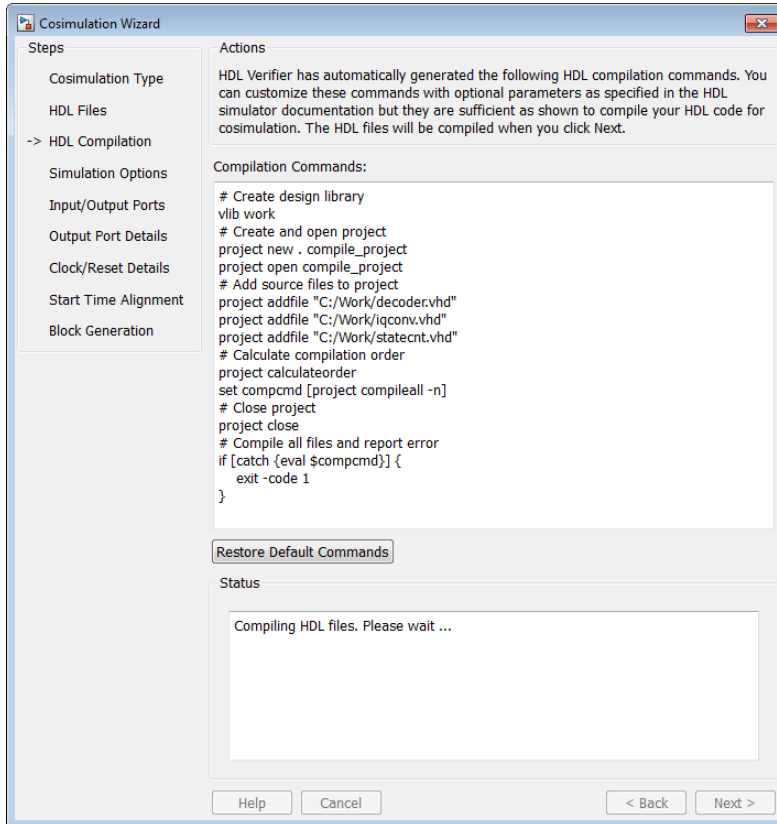 Cosimulation Wizard
Steps
Cosimulation Type
HDL Files
-> HDL Compilation
Simulation Options
Input/Output Ports
Output Port Details
Clock/Reset Details
Start Time Alignment
Block Generation
Actions
HDL Verifier has automatically generated the following HDL compilation commands. You
can customize these commands with optional parameters as specified in the HDL
simulator documentation but they are sufficient as shown to compile your HDL code for
cosimulation. The HDL files will be compiled when you click Next.
Compilation Commands:
# Create design library
vlib work
# Create and open project
project new . compile_project
project open compile_project
# Add source files to project
project addfile "C:/Work/decoder.vhd"
project addfile "C:/Work/iqconv.vhd"
project addfile "C:/Work/statecnt.vhd"
# Calculate compilation order
project calculateorder
set compcmd [project compileall -n]
# Close project
project close
# Compile all files and report error
if [catch {eval $compcmd}] {
exit -code 1
}
Restore Default Commands
Status
Compiling HDL files. Please wait ...
Help Cancel < Back Next >